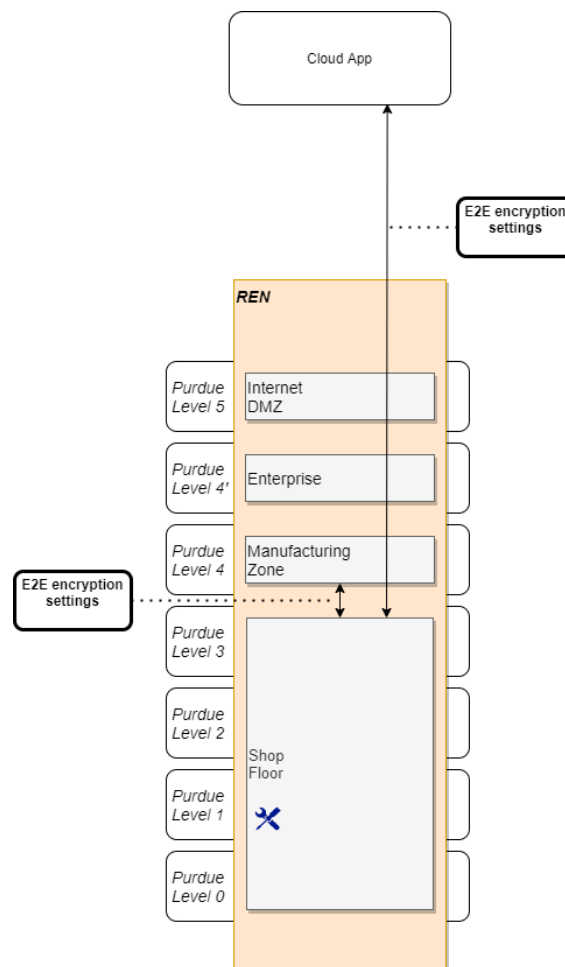 Cloud App
E2E encryption
settings
REN
Purdue
Level 5
Internet
DMZ
Purdue
Level 4'
Enterprise
Purdue
Level 4
Manufacturing
Zone
E2E encryption
settings
Purdue
Level 3
Purdue
Level 2
Shop
Floor
Purdue
Level 1
Purdue
Level 0